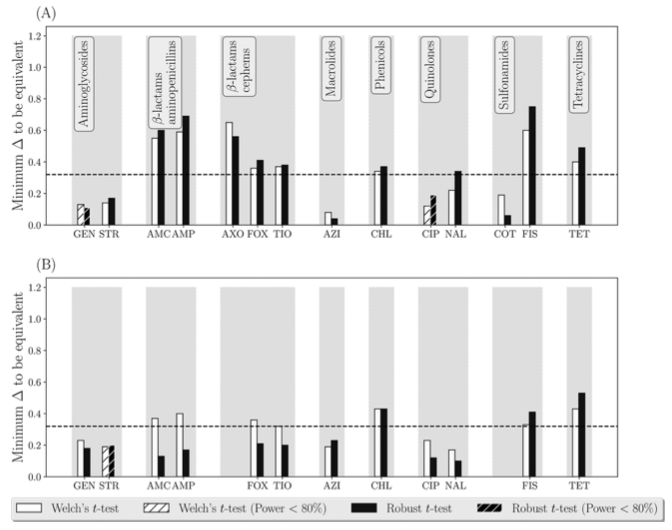 (A)
Minimum Δ to be equivalent
1.2
1.0
0.8
0.6
0.4
0.2
0.0
Aminoglycosides
β-lactams
aminopenicillins
β-lactams
cephems
Macrolides
Phenicols
Quinolones
Sulfonamides
Tetracyclines
GEN STR AMC AMP AXO FOX TIO AZI CHL CIP NAL COT FIS TET
(B)
Minimum Δ to be equivalent
1.2
1.0
0.8
0.6
0.4
0.2
0.0
GEN STR AMC AMP FOX TIO AZI CHL CIP NAL FIS TET
Welch's t-test Welch's t-test (Power < 80%) Robust t-test Robust t-test (Power < 80%)